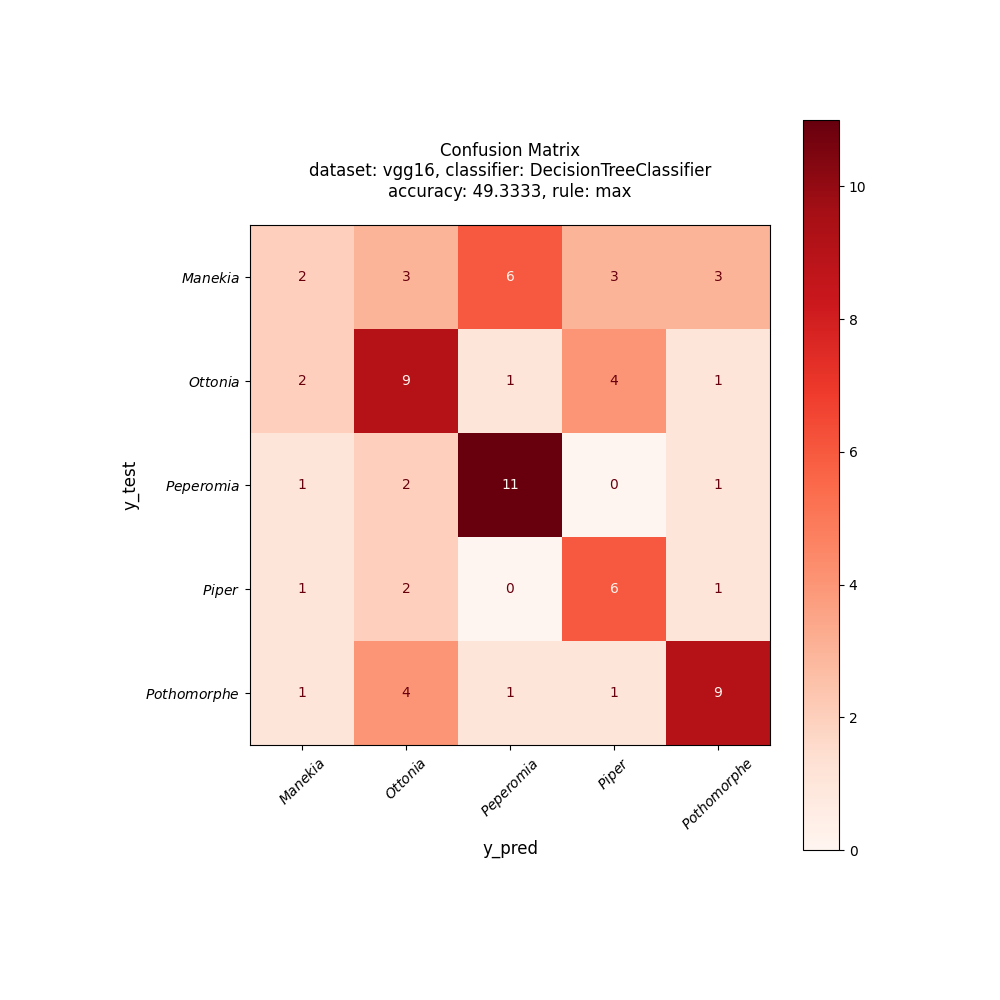 Confusion Matrix
dataset: vgg16, classifier: DecisionTreeClassifier
accuracy: 49.3333, rule: max
y_test
Manekia 2 3 6 3 3
Ottonia 2 9 1 4 1
Peperomia 1 2 11 0 1
Piper 1 2 0 6 1
Pothomorphe 1 4 1 1 9
Manekia Ottonia Peperomia Piper Pothomorphe
y_pred
10
8
6
4
2
0